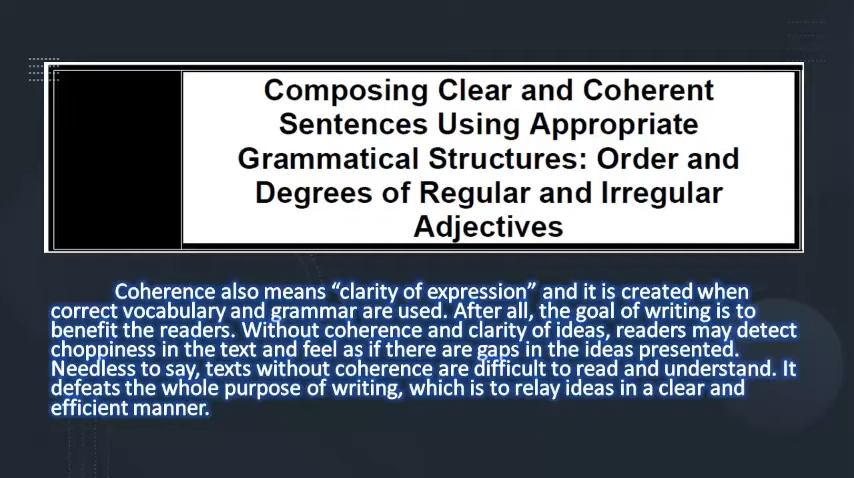 Composing Clear and Coherent
Sentences Using Appropriate
Grammatical Structures: Order and
Degrees of Regular and Irregular
Adjectives
Coherence also means “clarity of expression” and it is created when
correct vocabulary and grammar are used. After all, the goal of writing is to
benefit the readers. Without coherence and clarity of ideas, readers may detect
choppiness in the text and feel as if there are gaps in the ideas presented.
Needless to say, texts without coherence are difficult to read and understand. It
defeats the whole purpose of writing, which is to relay ideas in a clear and
efficient manner.